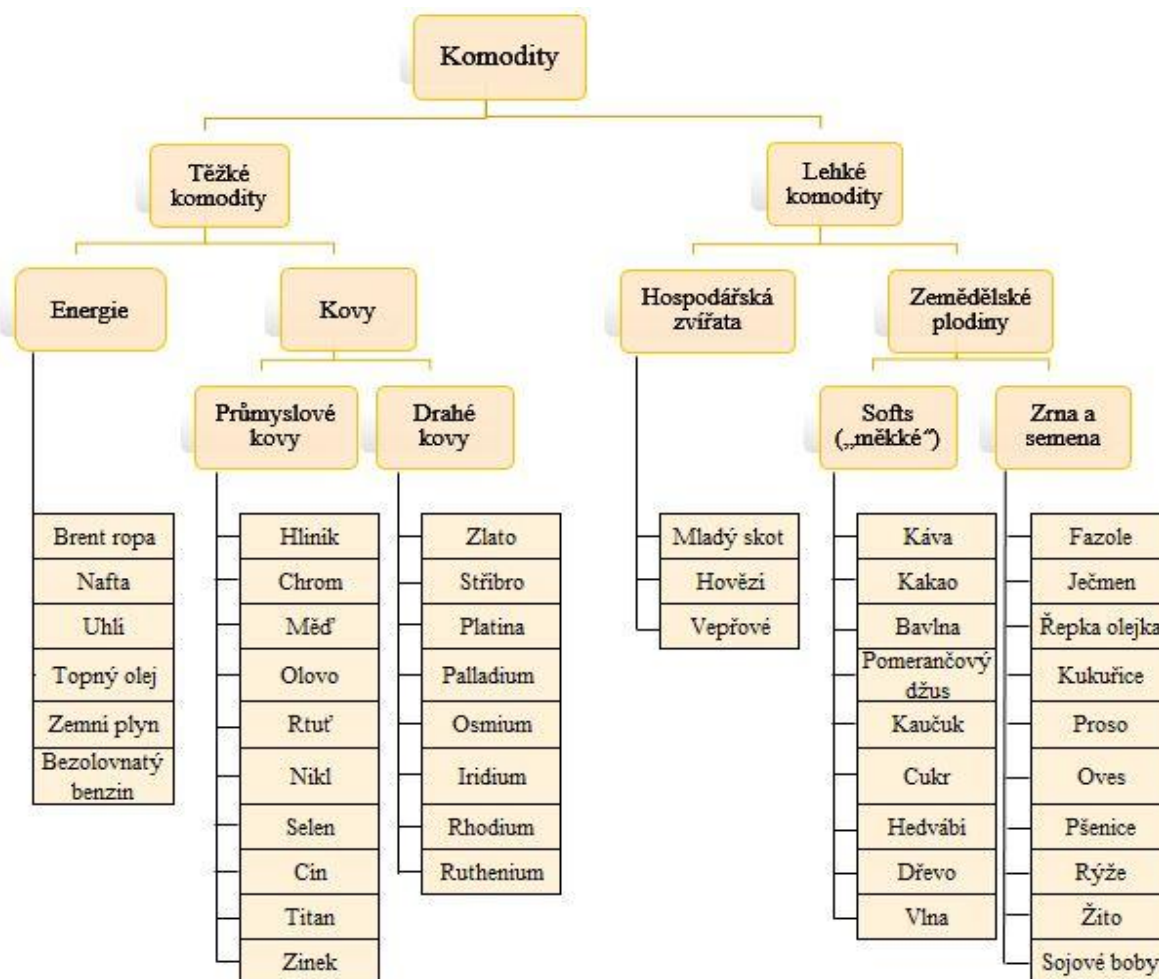 Komodity
Těžké
komodity
Lehké
komodity
Energie
Kovy
Hospodářská
zvířata
Zemědělské
plodiny
Průmyslové
kovy
Drahé
kovy
Softs
(„měkké“)
Zrna a
semena
Brent ropa
Nafta
Uhlí
Topný olej
Zemní plyn
Bezolovnatý
benzin
Hliník
Chrom
Měď
Olovo
Rtuť
Nikl
Selen
Cín
Titan
Zinek
Zlato
Stříbro
Platina
Palladium
Osmium
Iridium
Rhodium
Ruthenium
Mladý skot
Hovězí
Vepřové
Káva
Kakao
Bavlna
Pomerančový
džus
Kaučuk
Cukr
Hedvábí
Dřevo
Vlna
Fazole
Ječmen
Řepka olejka
Kukuřice
Proso
Oves
Pšenice
Rýže
Žito
Sojové boby